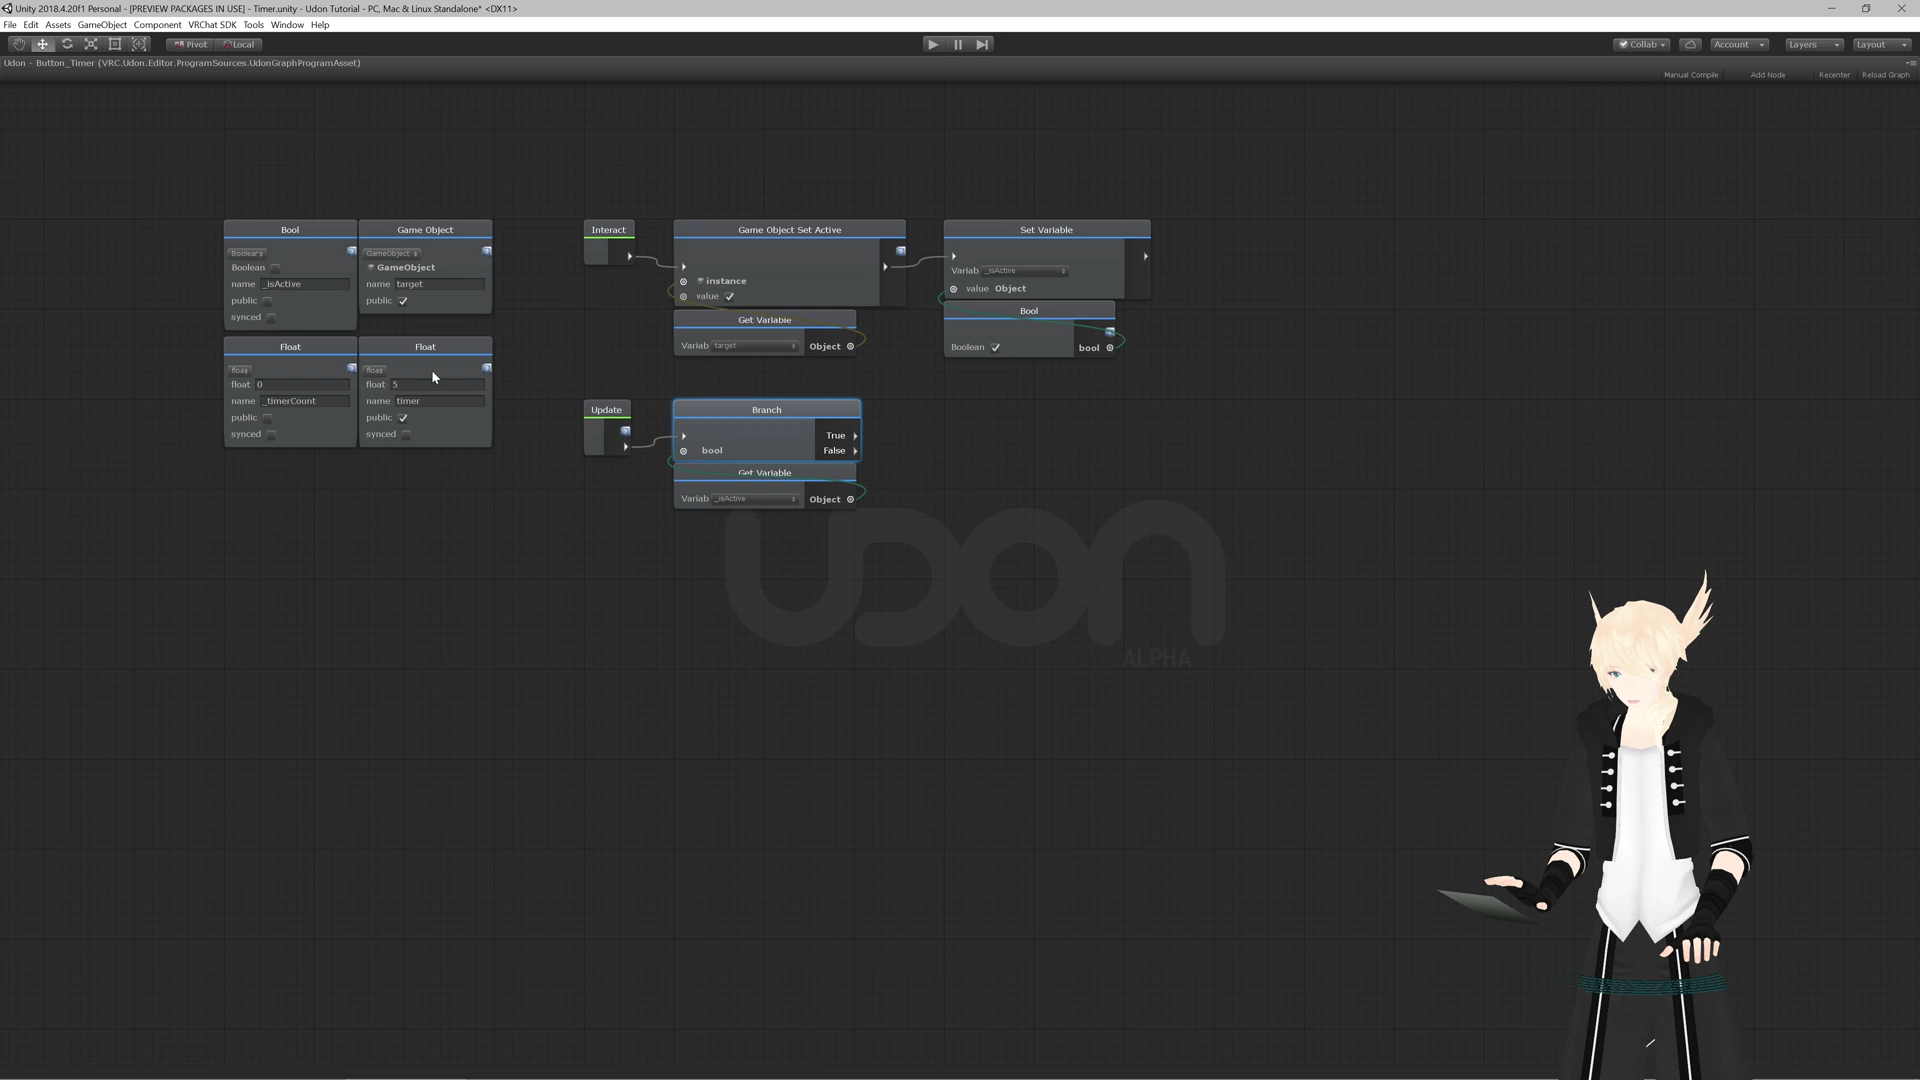 Unity 2018.4.20f1 Personal - [PREVIEW PACKAGES IN USE] - Timer.unity - Udon Tutorial - PC, Mac & Linux Standalone* <DX11>
File Edit Assets GameObject Component VRChat SDK Tools Window Help
Pivot Local Collab Account Layers Layout
Udon - Button_Timer (VRC.Udon.Editor.ProgramSources.UdonGraphProgramAsset)
Manual Compile Add Node Recenter Reload Graph
Bool
Boolean
Boolean
name _isActive
public
synced
Game Object
GameObject
GameObject
name target
public
Float
float
float 0
name _timerCount
public
synced
Float
float
float 5
name timer
public
synced
Interact
Game Object Set Active
instance
value
Get Variable
Variab target Object
Set Variable
Variab _isActive
value Object
Bool
Boolean bool
Update
Branch
True
bool False
Get Variable
Variab _isActive Object
UDON
ALPHA